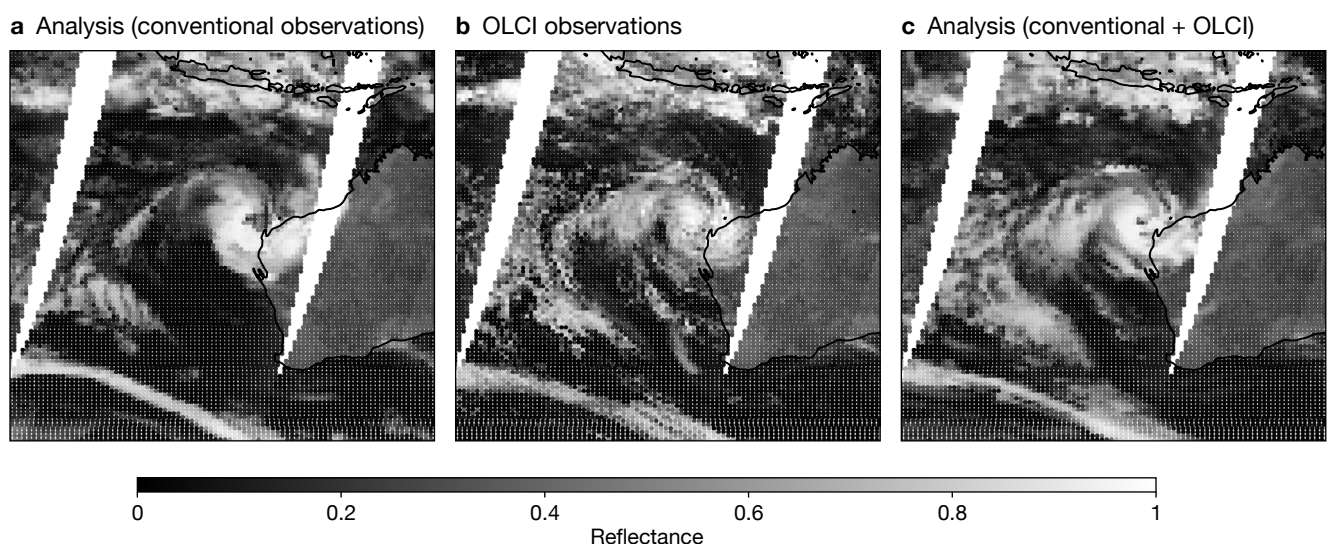 a Analysis (conventional observations)
b OLCI observations
c Analysis (conventional + OLCI)
0 0.2 0.4 0.6 0.8 1
Reflectance